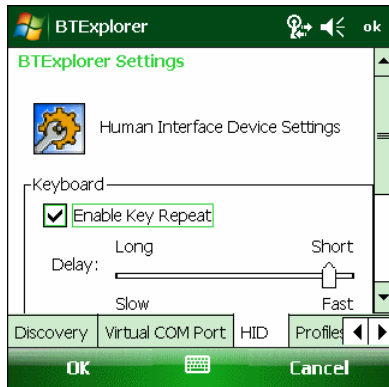 BTExplorer ok
BTExplorer Settings
Human Interface Device Settings
Keyboard
Enable Key Repeat
Long Short
Delay:
Slow Fast
Discovery Virtual COM Port HID Profiles
OK Cancel